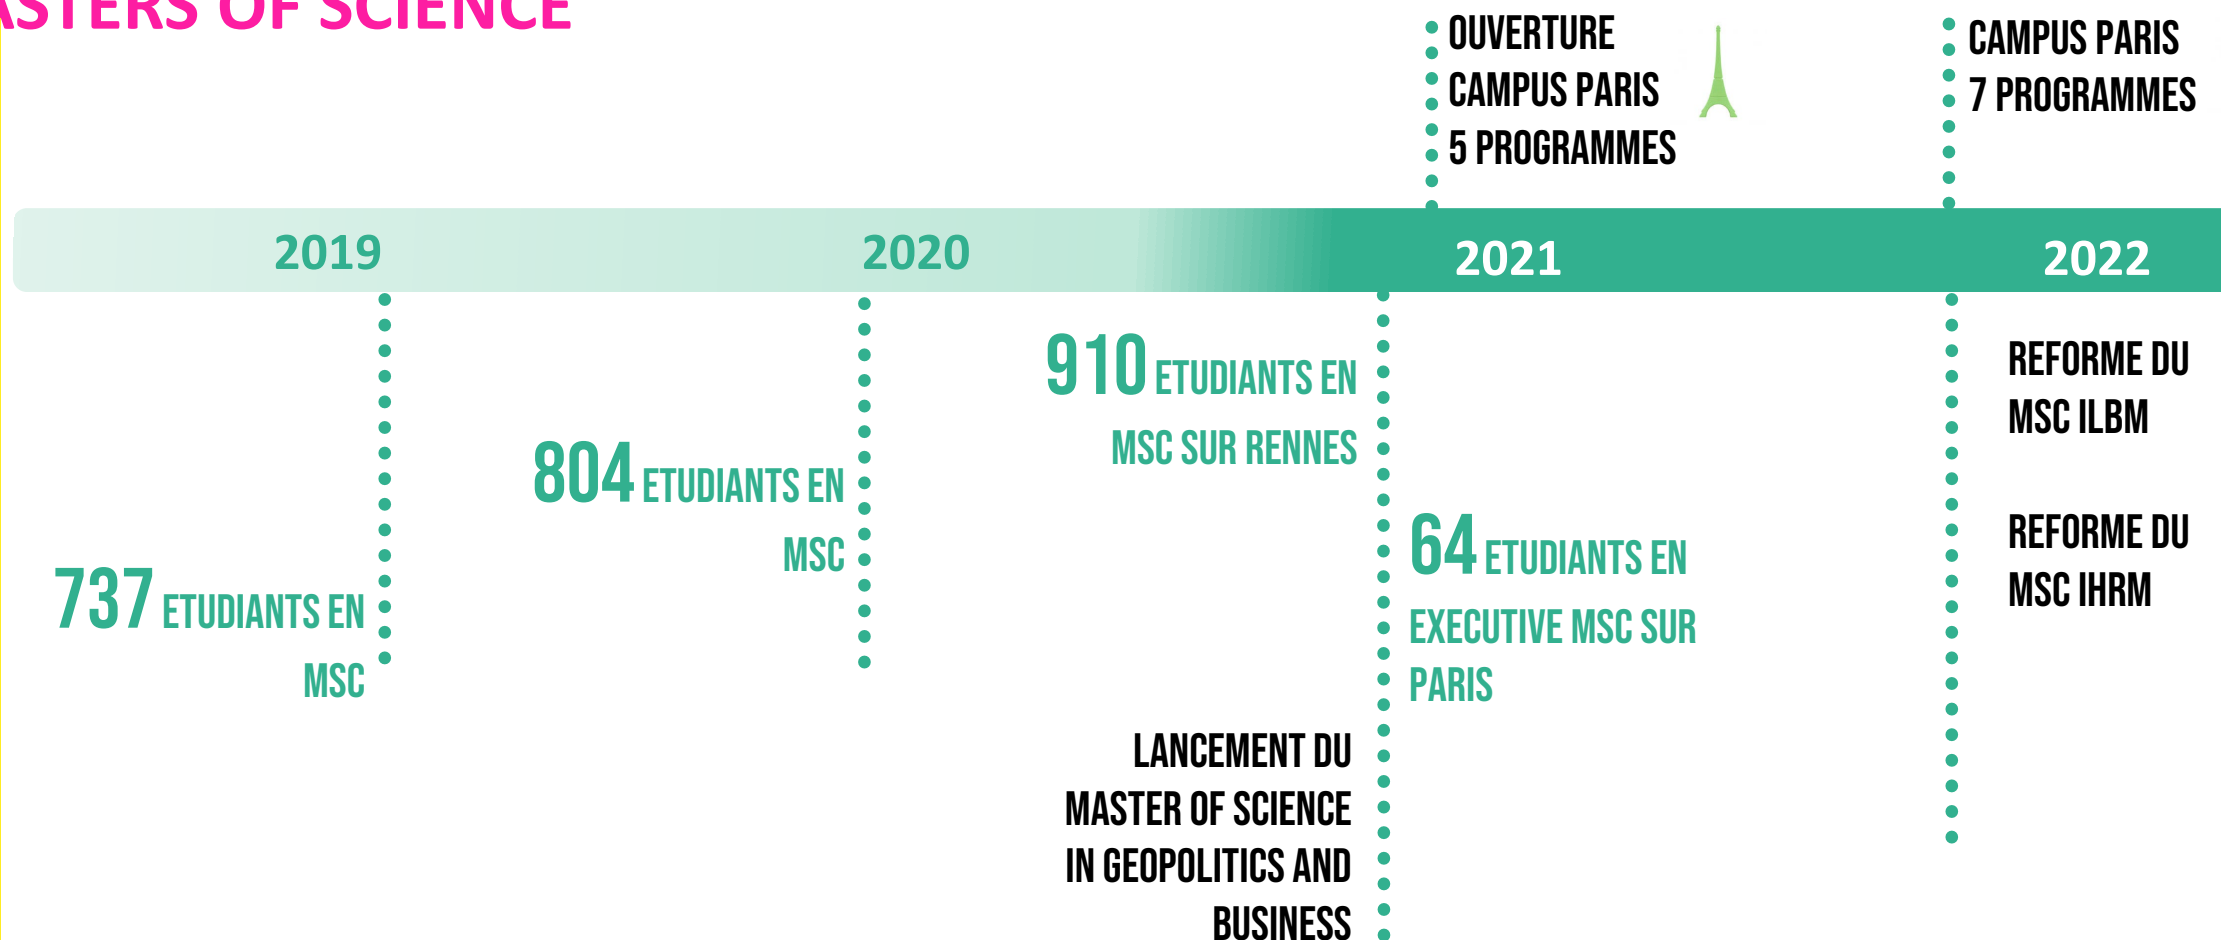 ASTERS OF SCIENCE
OUVERTURE
CAMPUS PARIS
5 PROGRAMMES
CAMPUS PARIS
7 PROGRAMMES
2019
2020
2021
2022
737 ETUDIANTS EN
MSC
804 ETUDIANTS EN
MSC
910 ETUDIANTS EN
MSC SUR RENNES
LANCEMENT DU
MASTER OF SCIENCE
IN GEOPOLITICS AND
BUSINESS
64 ETUDIANTS EN
EXECUTIVE MSC SUR
PARIS
REFORME DU
MSC ILBM
REFORME DU
MSC IHRM